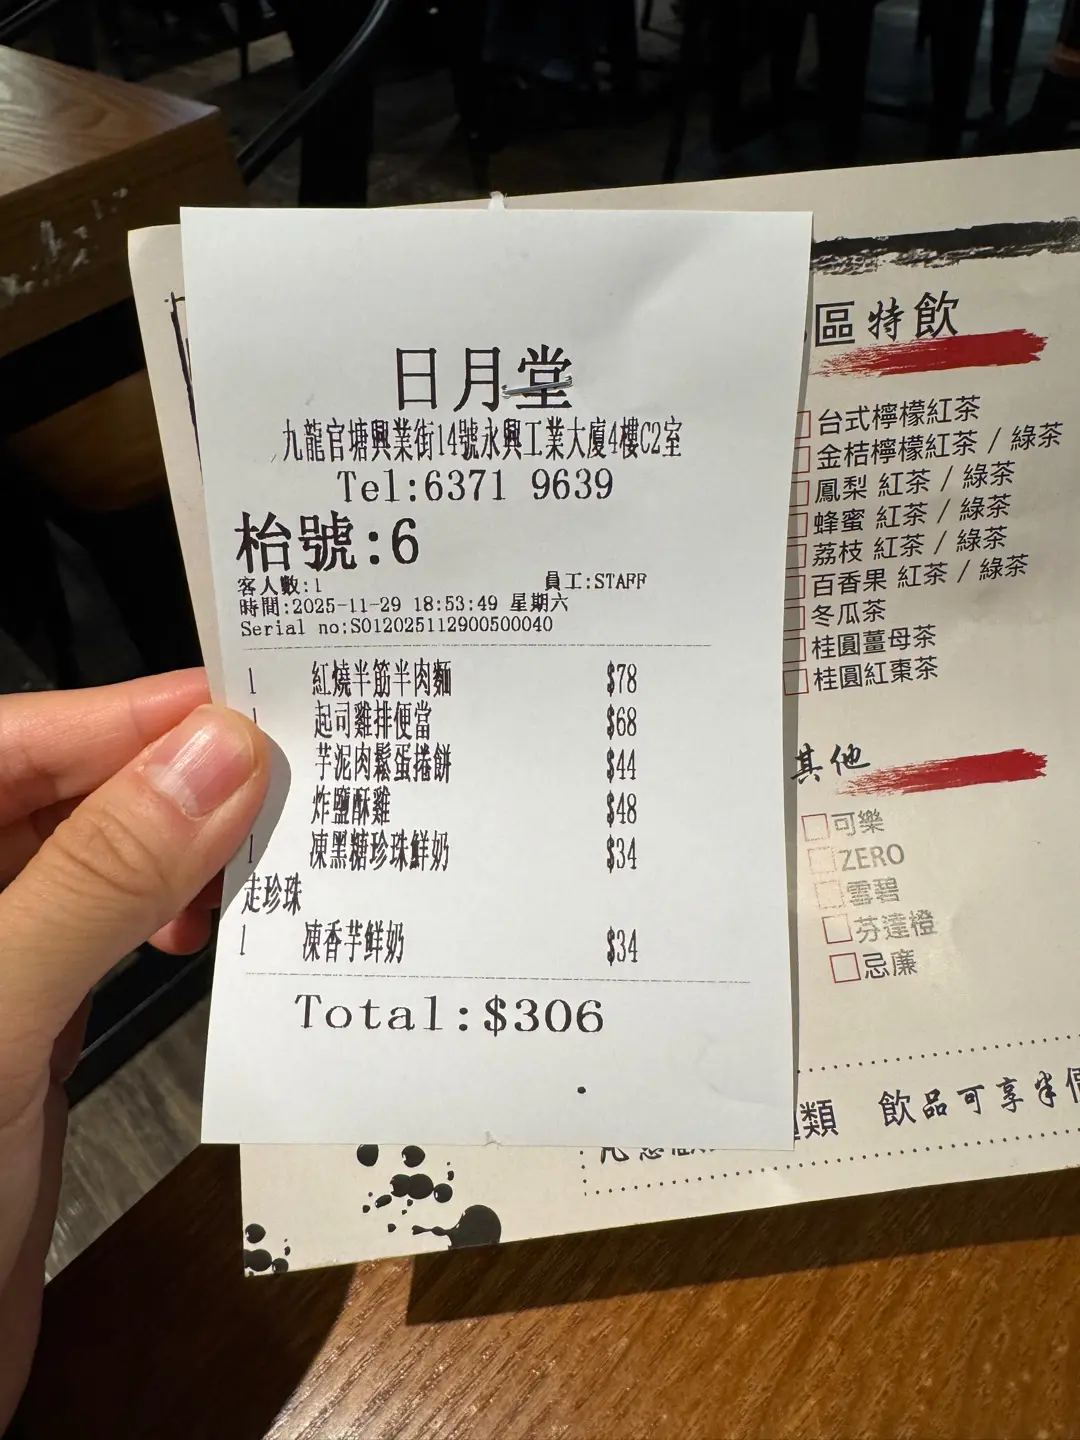 日月堂
九龍官塘興業街14號永興工業大廈4樓C2室
Tel:6371 9639
枱號:6
客人數:1 員工:STAFF
時間:2025-11-29 18:53:49 星期六
Serial no:S012025112900500040
1 紅燒半筋半肉麵 $78
1 起司雞排便當 $68
芋泥肉鬆蛋捲餅 $44
炸鹽酥雞 $48
1 凍黑糖珍珠鮮奶 $34
走珍珠
1 凍香芋鮮奶 $34
Total:$306
區特飲
台式檸檬紅茶
金桔檸檬紅茶 / 綠茶
鳳梨 紅茶 / 綠茶
蜂蜜 紅茶 / 綠茶
荔枝 紅茶 / 綠茶
百香果 紅茶 / 綠茶
冬瓜茶
桂圓薑母茶
桂圓紅棗茶
其他
可樂
ZERO
雪碧
芬達橙
忌廉
類 飲品可享半價